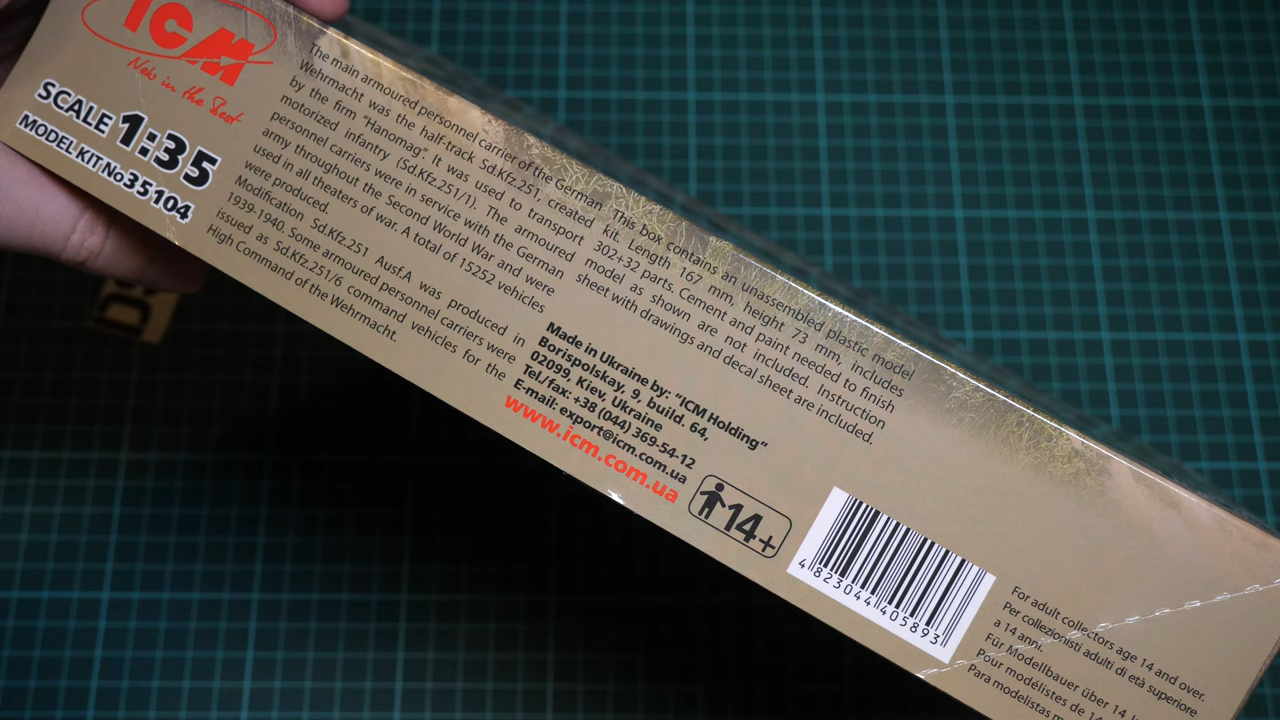 ICM
Neb in the Best
SCALE 1:35
MODEL KIT No35104
The main armoured personnel carrier of the German
Wehrmacht was the half-track Sd.Kfz.251, created
by the firm "Hanomag". It was used to transport
motorized infantry (Sd.Kfz.251/1). The armoured
personnel carriers were in service with the German
army throughout the Second World War and were
used in all theaters of war. A total of 15252 vehicles
were produced.
Modification Sd.Kfz.251 Ausf.A was produced in
1939-1940. Some armoured personnel carriers were
issued as Sd.Kfz.251/6 command vehicles for the
High Command of the Wehrmacht.
This box contains an unassembled plastic model
kit. Length 167 mm, height 73 mm, includes
302+32 parts. Cement and paint needed to finish
model as shown are not included. Instruction
sheet with drawings and decal sheet are included.
Made in Ukraine by: "ICM Holding"
Borispolskay, 9, build. 64,
02099, Kiev, Ukraine
Tel./fax: +38 (044) 369-54-12
E-mail: export@icm.com.ua
www.icm.com.ua
14+
4 823044 405893
For adult collectors age 14 and over.
Per collezionisti adulti di età superiore
a 14 anni.
Für Modellbauer über 14
Pour modélistes de 14
Para modelistas